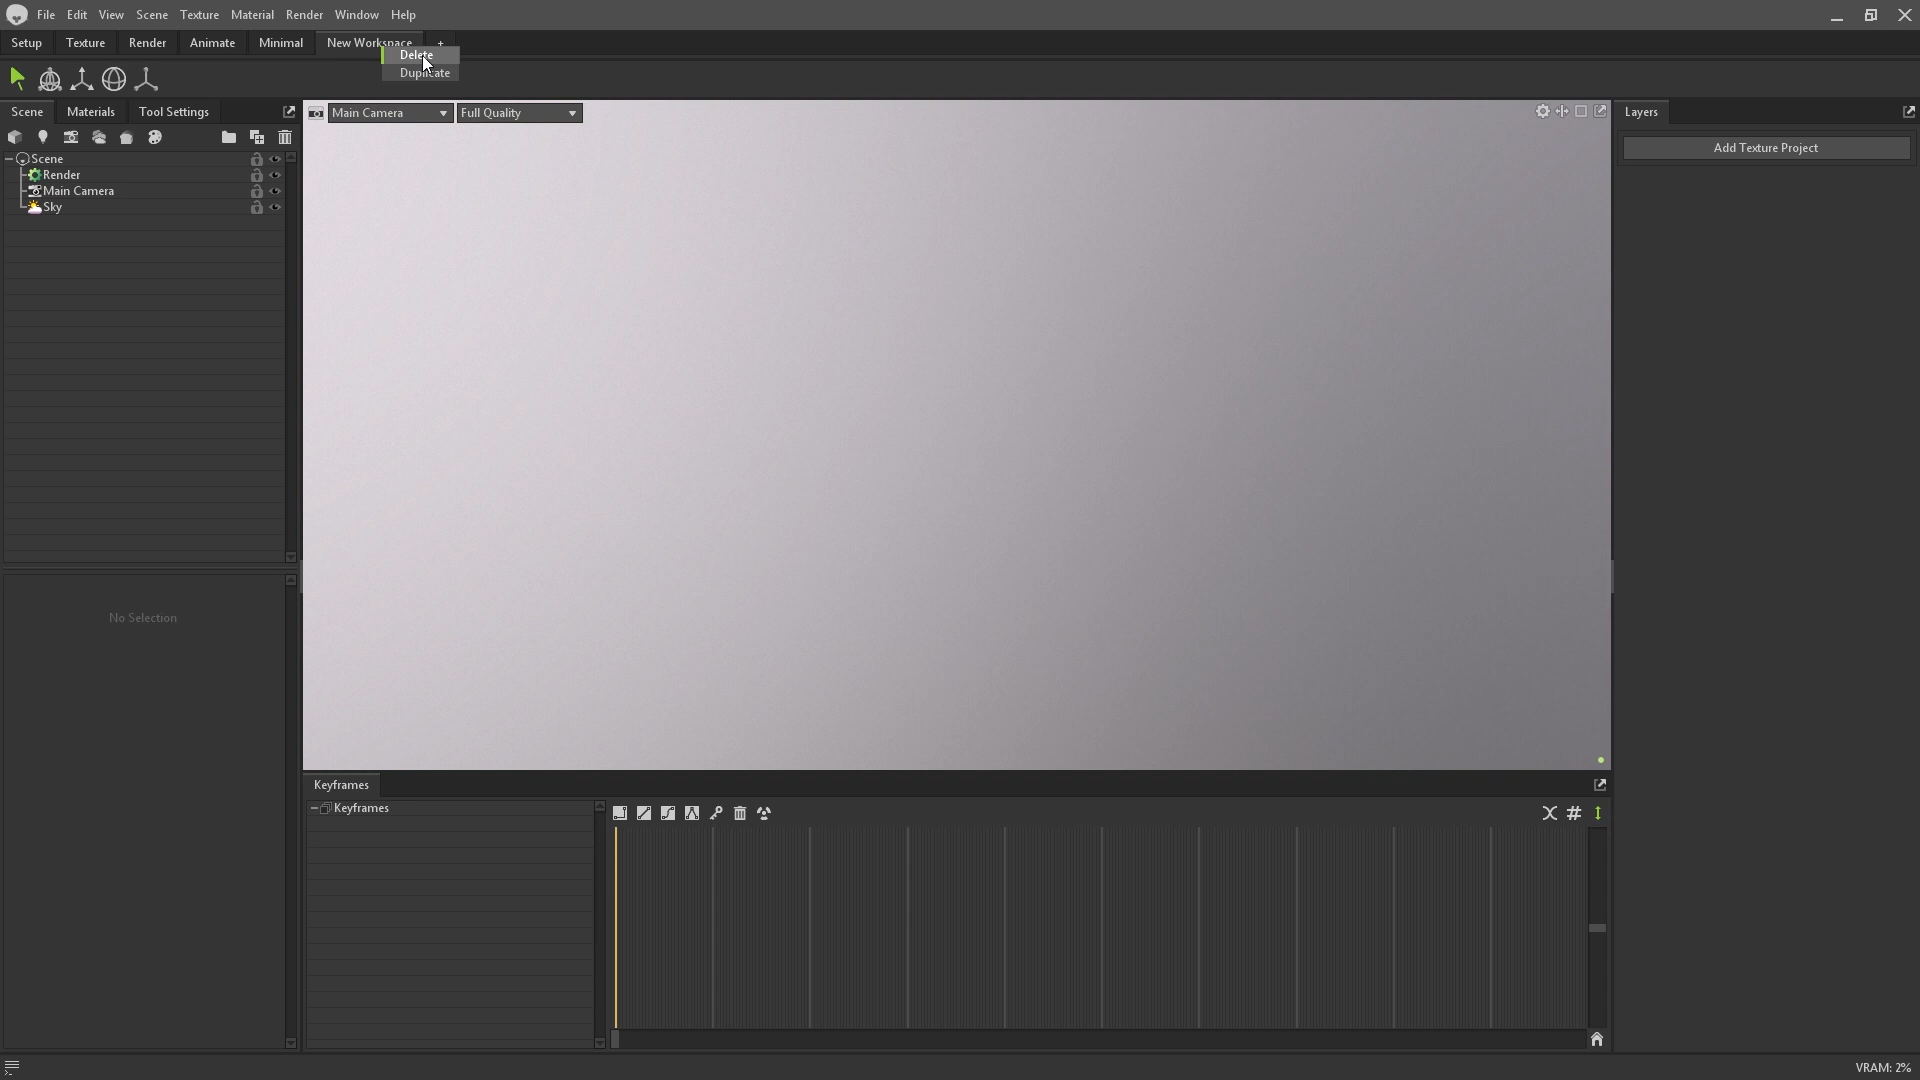 File Edit View Scene Texture Material Render Window Help
Setup Texture Render Animate Minimal New Workspace +
Delete
Duplicate
Scene Materials Tool Settings
Main Camera Full Quality
Layers
Add Texture Project
Scene
Render
Main Camera
Sky
No Selection
Keyframes
Keyframes
VRAM: 2%